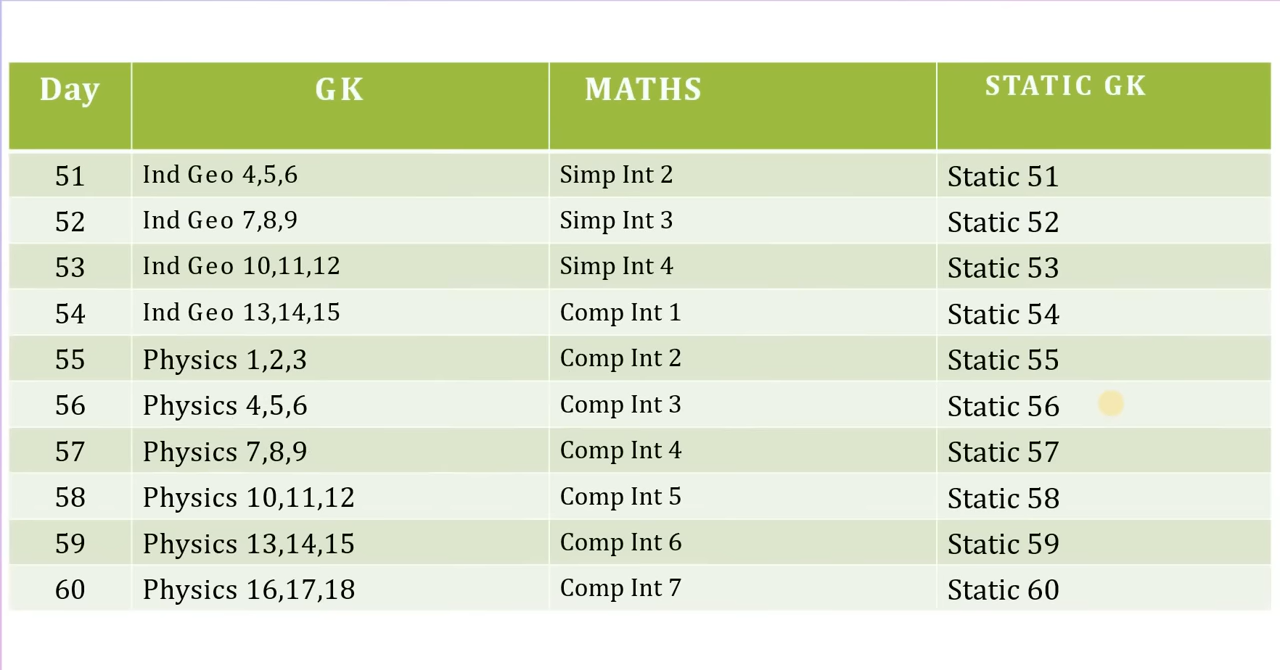 Day GK MATHS STATIC GK
51 Ind Geo 4,5,6 Simp Int 2 Static 51
52 Ind Geo 7,8,9 Simp Int 3 Static 52
53 Ind Geo 10,11,12 Simp Int 4 Static 53
54 Ind Geo 13,14,15 Comp Int 1 Static 54
55 Physics 1,2,3 Comp Int 2 Static 55
56 Physics 4,5,6 Comp Int 3 Static 56
57 Physics 7,8,9 Comp Int 4 Static 57
58 Physics 10,11,12 Comp Int 5 Static 58
59 Physics 13,14,15 Comp Int 6 Static 59
60 Physics 16,17,18 Comp Int 7 Static 60